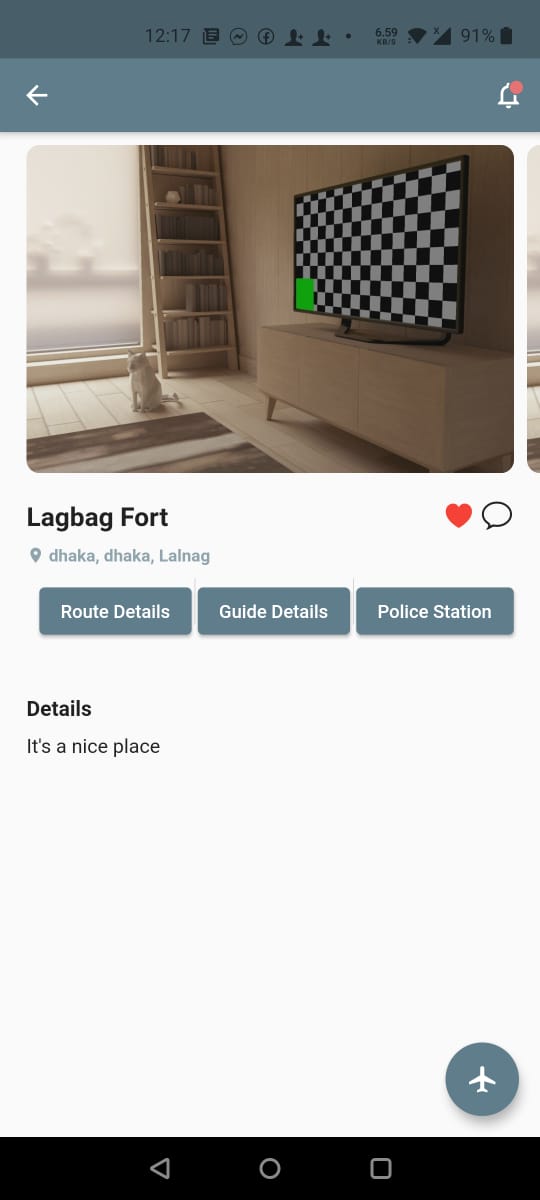 12:17 6.59 KB/S 91%
Lagbag Fort
dhaka, dhaka, Lalnag
Route Details Guide Details Police Station
Details
It's a nice place